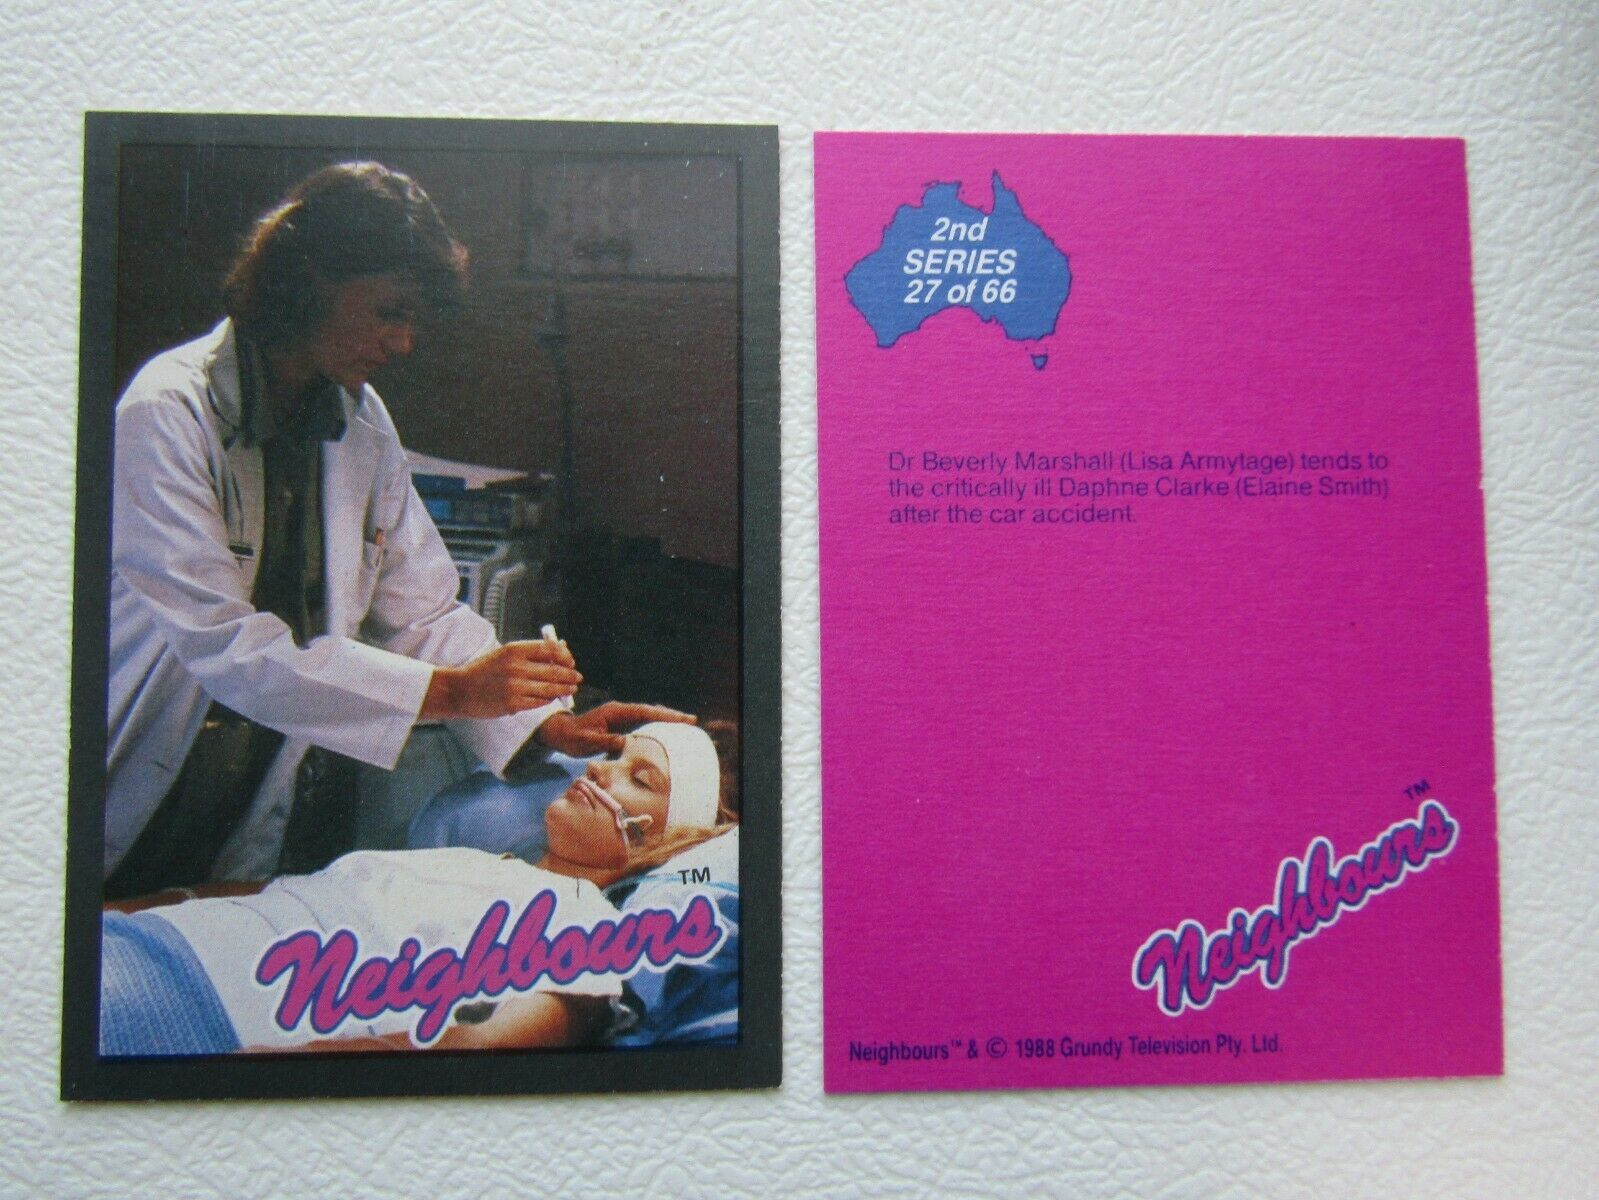 Neighbours
TM
2nd
SERIES
27 of 66
Dr Beverly Marshall (Lisa Armytage) tends to
the critically ill Daphne Clarke (Elaine Smith)
after the car accident.
Neighbours
TM
Neighbours™ & © 1988 Grundy Television Pty. Ltd.